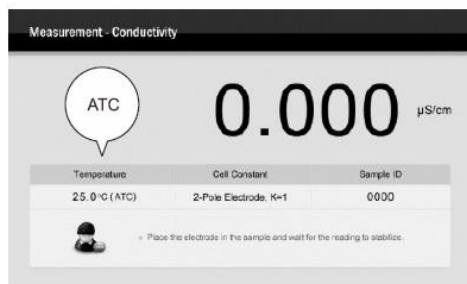 Measurement - Conductivity
ATC
0.000 µS/cm
Temperature Cell Constant Sample ID
25.0 °C (ATC) 2-Pole Electrode, K=1 0000
Place the electrode in the sample and wait for the reading to stabilize.